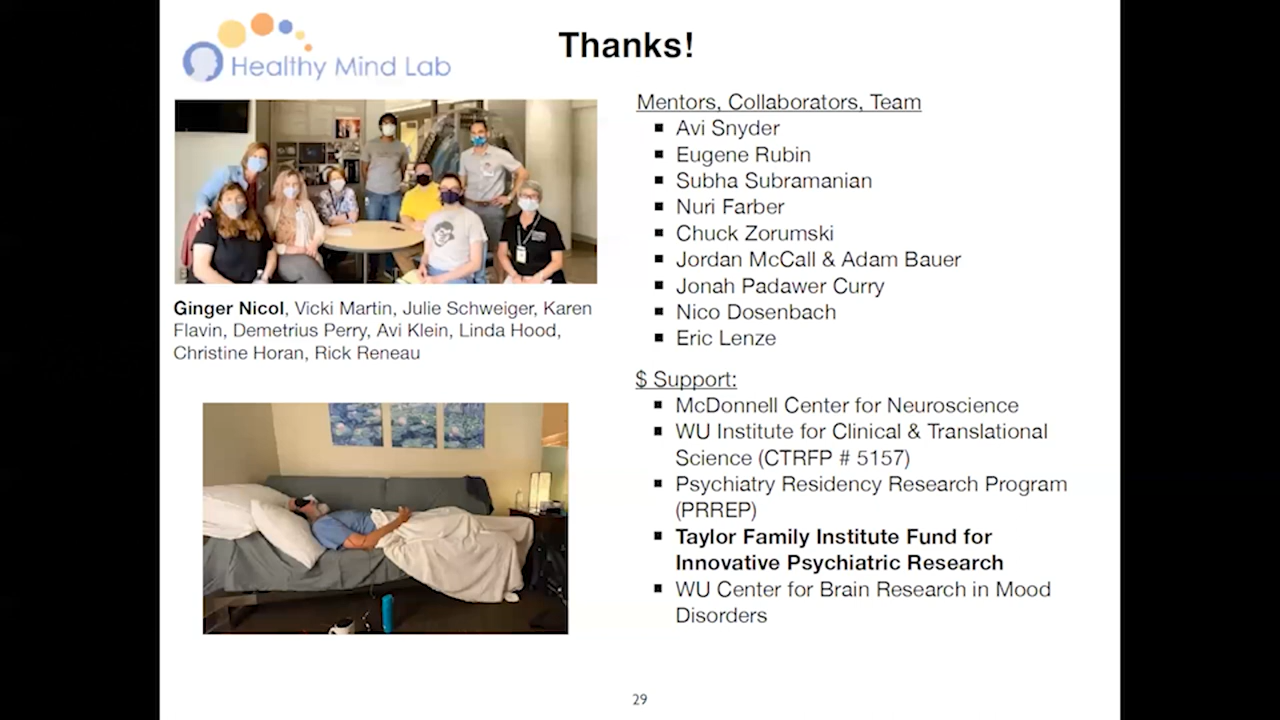 Healthy Mind Lab
Thanks!
Ginger Nicol, Vicki Martin, Julie Schweiger, Karen
Flavin, Demetrius Perry, Avi Klein, Linda Hood,
Christine Horan, Rick Reneau
Mentors, Collaborators, Team
▪ Avi Snyder
▪ Eugene Rubin
▪ Subha Subramanian
▪ Nuri Farber
▪ Chuck Zorumski
▪ Jordan McCall & Adam Bauer
▪ Jonah Padawer Curry
▪ Nico Dosenbach
▪ Eric Lenze
$ Support:
▪ McDonnell Center for Neuroscience
▪ WU Institute for Clinical & Translational
Science (CTRFP # 5157)
▪ Psychiatry Residency Research Program
(PRREP)
▪ Taylor Family Institute Fund for
Innovative Psychiatric Research
▪ WU Center for Brain Research in Mood
Disorders
29